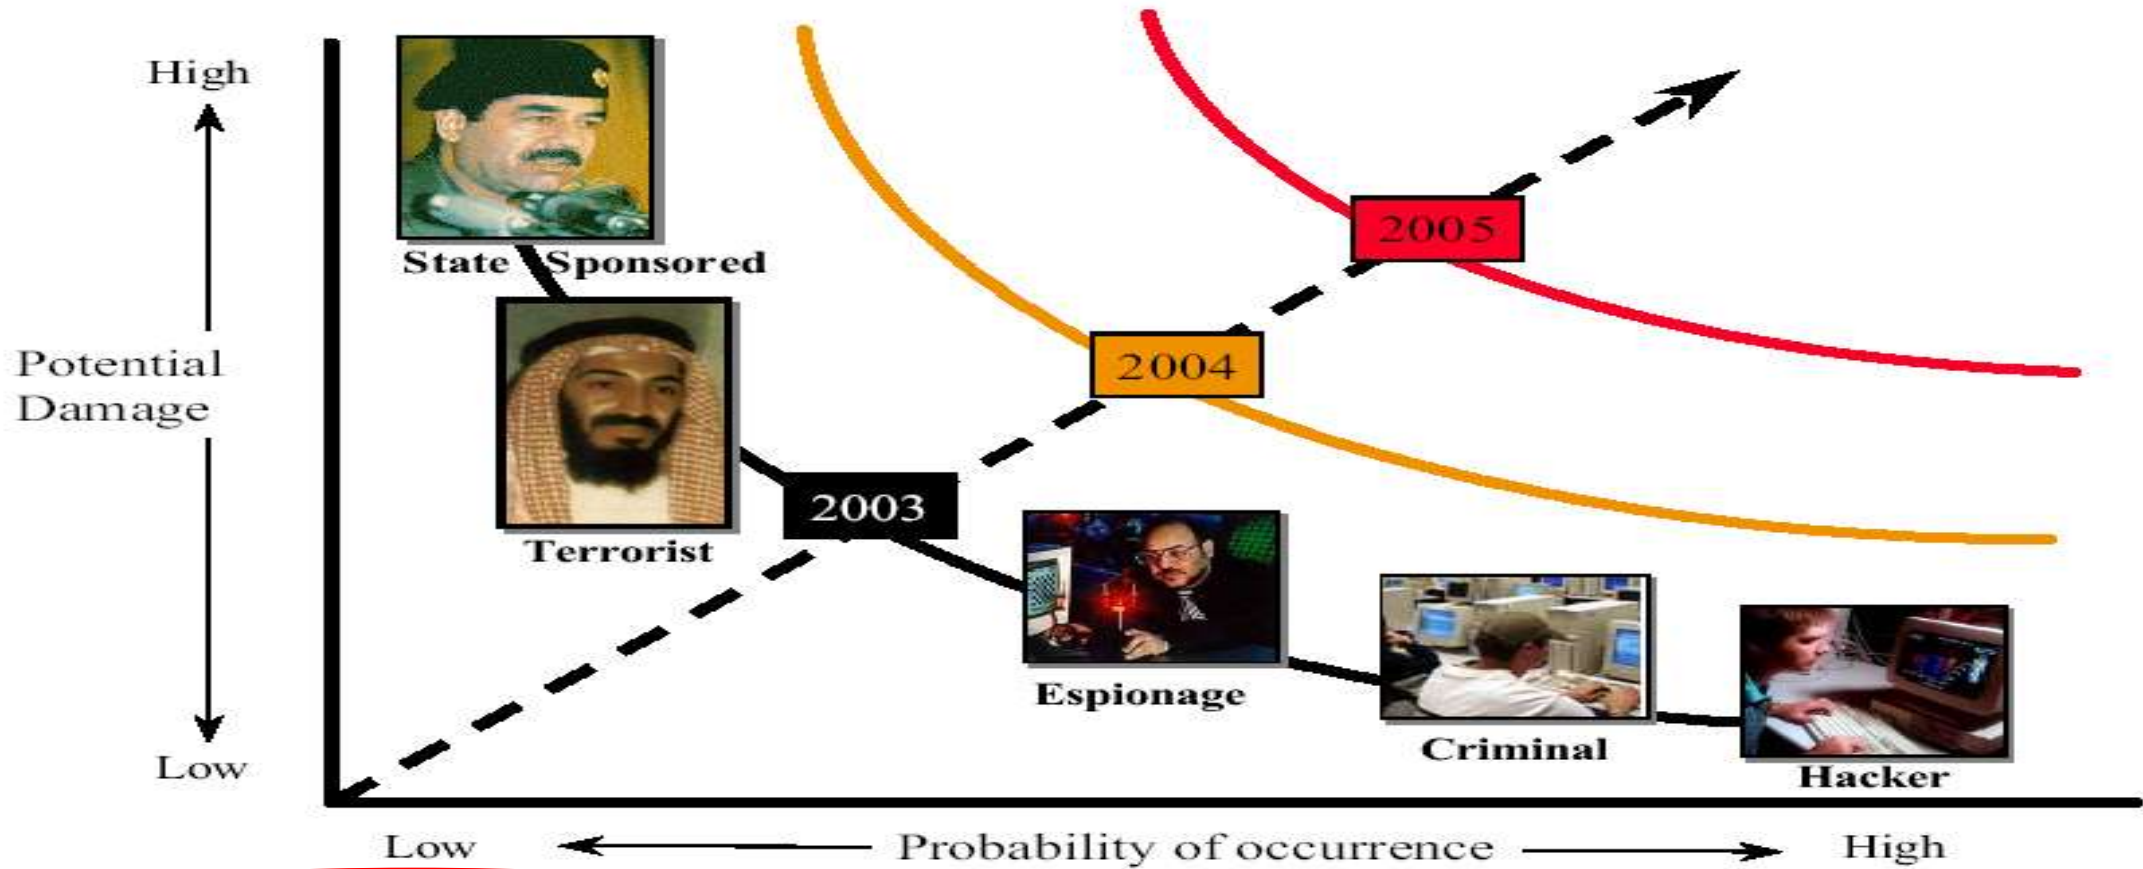 High
2005
State Sponsored
2004
Potential
Damage
2003
Terrorist
Espionage
Criminal
Low
Hacker
Low
Probability of occurrence
High